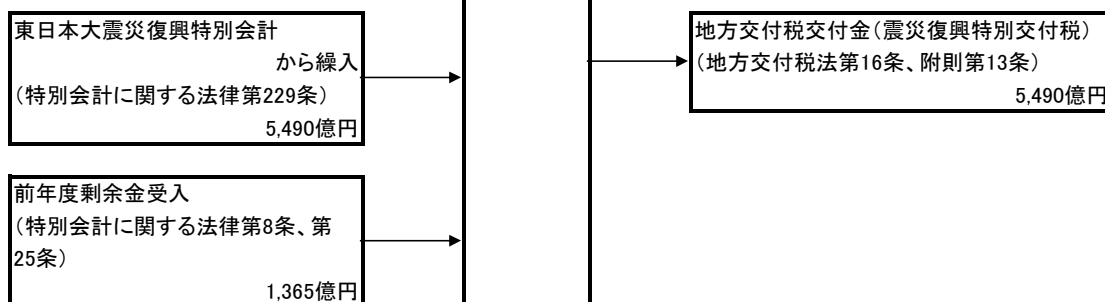 東日本大震災復興特別会計
から繰入
（特別会計に関する法律第229条）
5,490億円
前年度剰余金受入
（特別会計に関する法律第8条、第
25条）
1,365億円
地方交付税交付金（震災復興特別交付税）
（地方交付税法第16条、附則第13条）
5,490億円